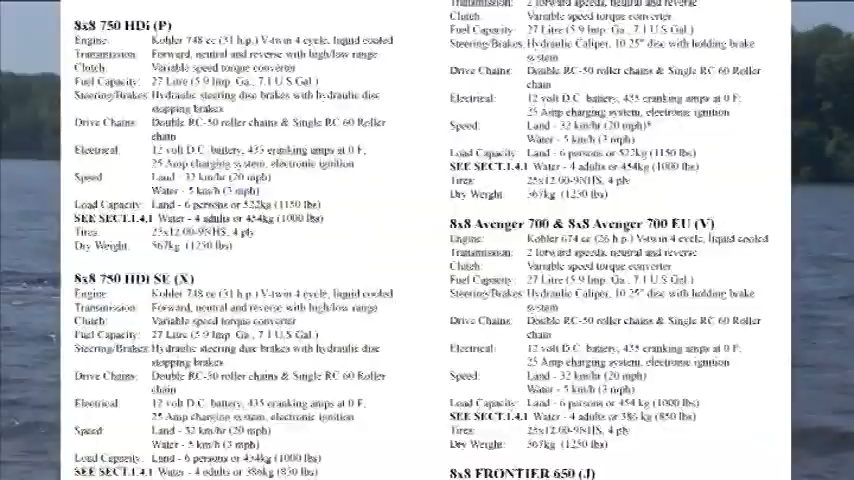 8x8 750 HDi (P)
Engine: Kohler 748 cc (31 h.p.) V-twin 4 cycle, liquid cooled
Transmission: Forward, neutral and reverse with high/low range
Clutch: Variable speed torque converter
Fuel Capacity: 27 Litre (5.9 Imp. Ga., 7.1 U.S Gal.)
Steering/Brakes: Hydraulic steering disc brakes with hydraulic disc
stopping brakes
Drive Chains: Double RC-50 roller chains & Single RC 60 Roller
chain
Electrical: 12 volt D.C. battery, 435 cranking amps at 0 F;
25 Amp charging system, electronic ignition
Speed Land - 32 km/hr (20 mph)
Water - 5 km/h (3 mph)
Load Capacity: Land - 6 persons or 522kg (1150 lbs)
SEE SECT.1.4.1 Water - 4 adults or 454kg (1000 lbs)
Tires: 25x12.00-9NHS, 4 ply
Dry Weight: 567kg (1250 lbs)
8x8 750 HDi SE (X)
Engine: Kohler 748 cc (31 h.p.) V-twin 4 cycle, liquid cooled
Transmission: Forward, neutral and reverse with high/low range
Clutch: Variable speed torque converter
Fuel Capacity: 27 Litre (5.9 Imp. Ga., 7.1 U.S Gal.)
Steering/Brakes: Hydraulic steering disc brakes with hydraulic disc
stopping brakes
Drive Chains: Double RC-50 roller chains & Single RC 60 Roller
chain
Electrical: 12 volt D.C. battery, 435 cranking amps at 0 F;
25 Amp charging system, electronic ignition
Speed: Land - 32 km/hr (20 mph)
Water - 5 km/h (3 mph)
Load Capacity: Land - 6 persons or 454kg (1000 lbs)
SEE SECT.1.4.1 Water - 4 adults or 386kg (850 lbs)
Transmission: 2 forward speeds, neutral and reverse
Clutch: Variable speed torque converter
Fuel Capacity: 27 Litre (5.9 Imp. Ga., 7.1 U.S Gal.)
Steering/Brakes: Hydraulic Caliper, 10.25" disc with holding brake
system
Drive Chains: Double RC-50 roller chains & Single RC-60 Roller
chain
Electrical: 12 volt D.C. battery, 435 cranking amps at 0 F;
25 Amp charging system, electronic ignition
Speed: Land - 32 km/hr (20 mph)*
Water - 5 km/h (3 mph)
Load Capacity: Land - 6 persons or 522kg (1150 lbs)
SEE SECT.1.4.1 Water - 4 adults or 454kg (1000 lbs)
Tires: 25x12.00-9NHS, 4 ply
Dry Weight: 567kg (1250 lbs)
8x8 Avenger 700 & 8x8 Avenger 700 EU (V)
Engine: Kohler 674 cc (26 h.p.) V-twin 4 cycle, liquid cooled
Transmission: 2 forward speeds, neutral and reverse
Clutch: Variable speed torque converter
Fuel Capacity: 27 Litre (5.9 Imp. Ga., 7.1 U.S Gal.)
Steering/Brakes: Hydraulic Caliper, 10.25" disc with holding brake
system
Drive Chains: Double RC-50 roller chains & Single RC 60 Roller
chain
Electrical: 12 volt D.C. battery, 435 cranking amps at 0 F;
25 Amp charging system, electronic ignition
Speed: Land - 32 km/hr (20 mph)
Water - 5 km/h (3 mph)
Load Capacity: Land - 6 persons or 454 kg (1000 lbs)
SEE SECT.1.4.1 Water - 4 adults or 386 kg (850 lbs)
Tires: 25x12.00-9NHS, 4 ply
Dry Weight: 567kg (1250 lbs)
8x8 FRONTIER 650 (J)